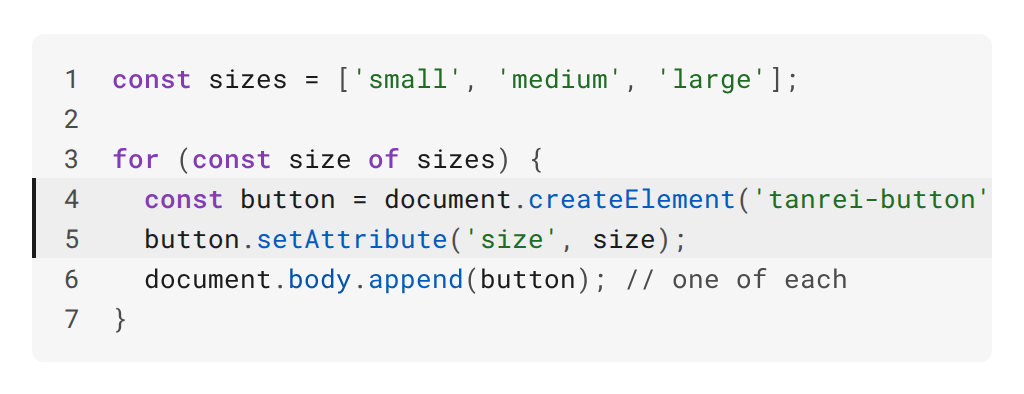 1 const sizes = ['small', 'medium', 'large'];
2
3 for (const size of sizes) {
4 const button = document.createElement('tanrei-button'
5 button.setAttribute('size', size);
6 document.body.append(button); // one of each
7 }